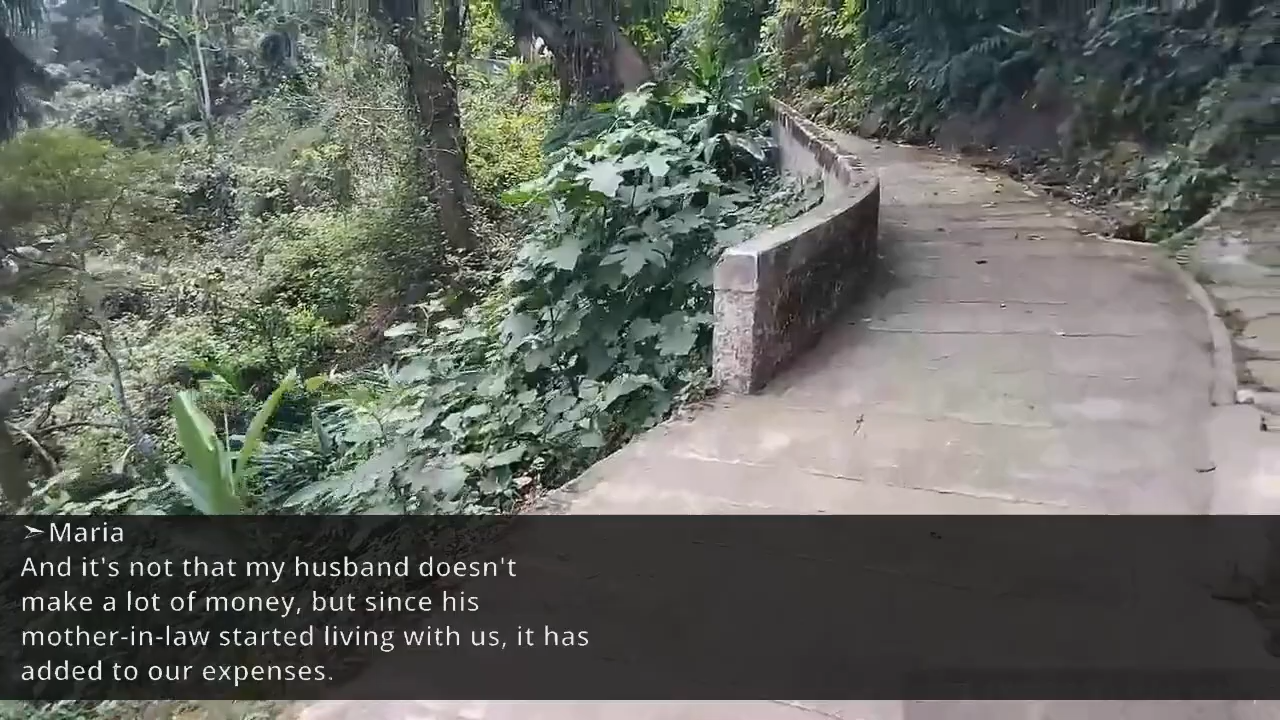 ➣Maria
And it's not that my husband doesn't
make a lot of money, but since his
mother-in-law started living with us, it has
added to our expenses.